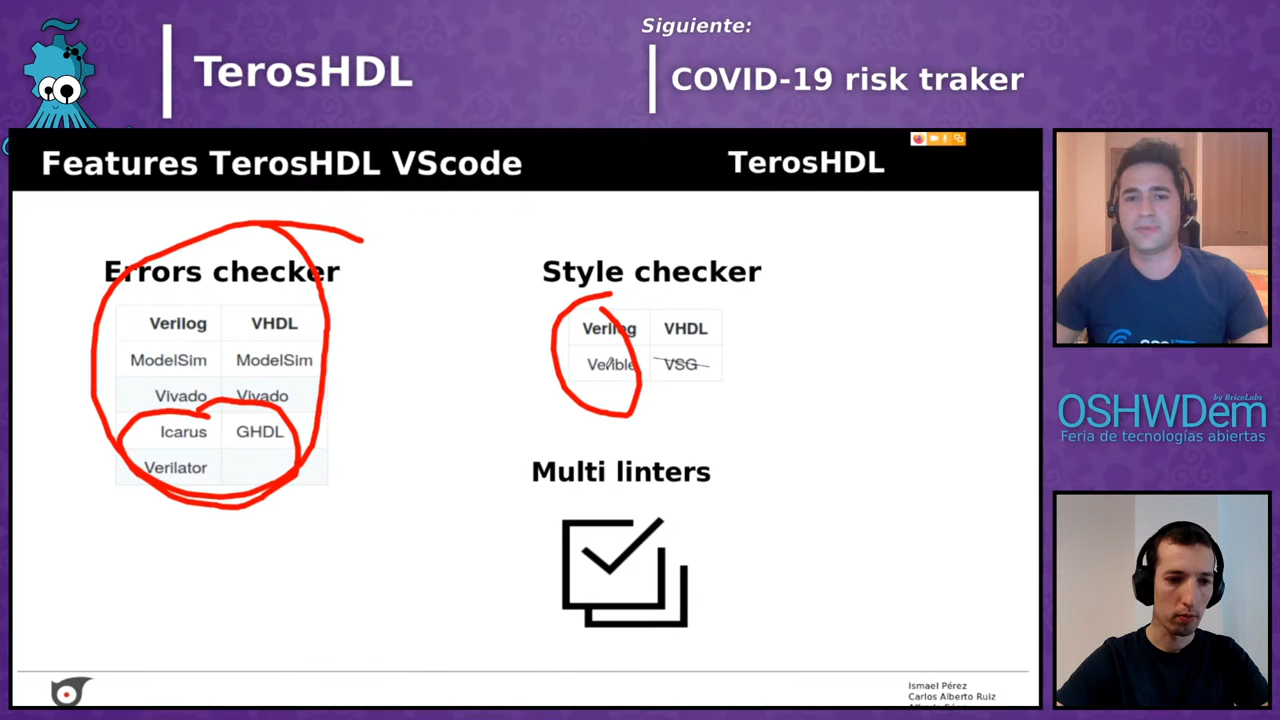 TerosHDL
Siguiente:
COVID-19 risk traker
Features TerosHDL VScode
TerosHDL
Errors checker
Verilog VHDL
ModelSim ModelSim
Vivado Vivado
Icarus GHDL
Verilator
Style checker
Verilog VHDL
Verible VSG
Multi linters
Ismael Pérez
Carlos Alberto Ruiz
by BricoLabs
OSHWDem
Feria de tecnologías abiertas